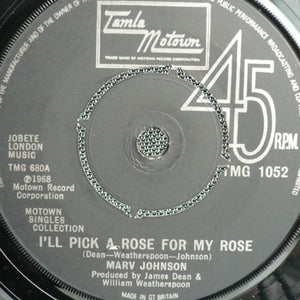 Tamla
Motown
TRADE MARK OF MOTOWN RECORD CORPORATION
45
R.P.M.
JOBETE
LONDON
MUSIC
TMG 680A
℗1968
Motown Record
Corporation
TMG 1052
MOTOWN
SINGLES
COLLECTION
I'LL PICK A ROSE FOR MY ROSE
(Dean—Weatherspoon—Johnson)
MARV JOHNSON
Produced by James Dean &
William Weatherspoon
MADE IN GT BRITAIN